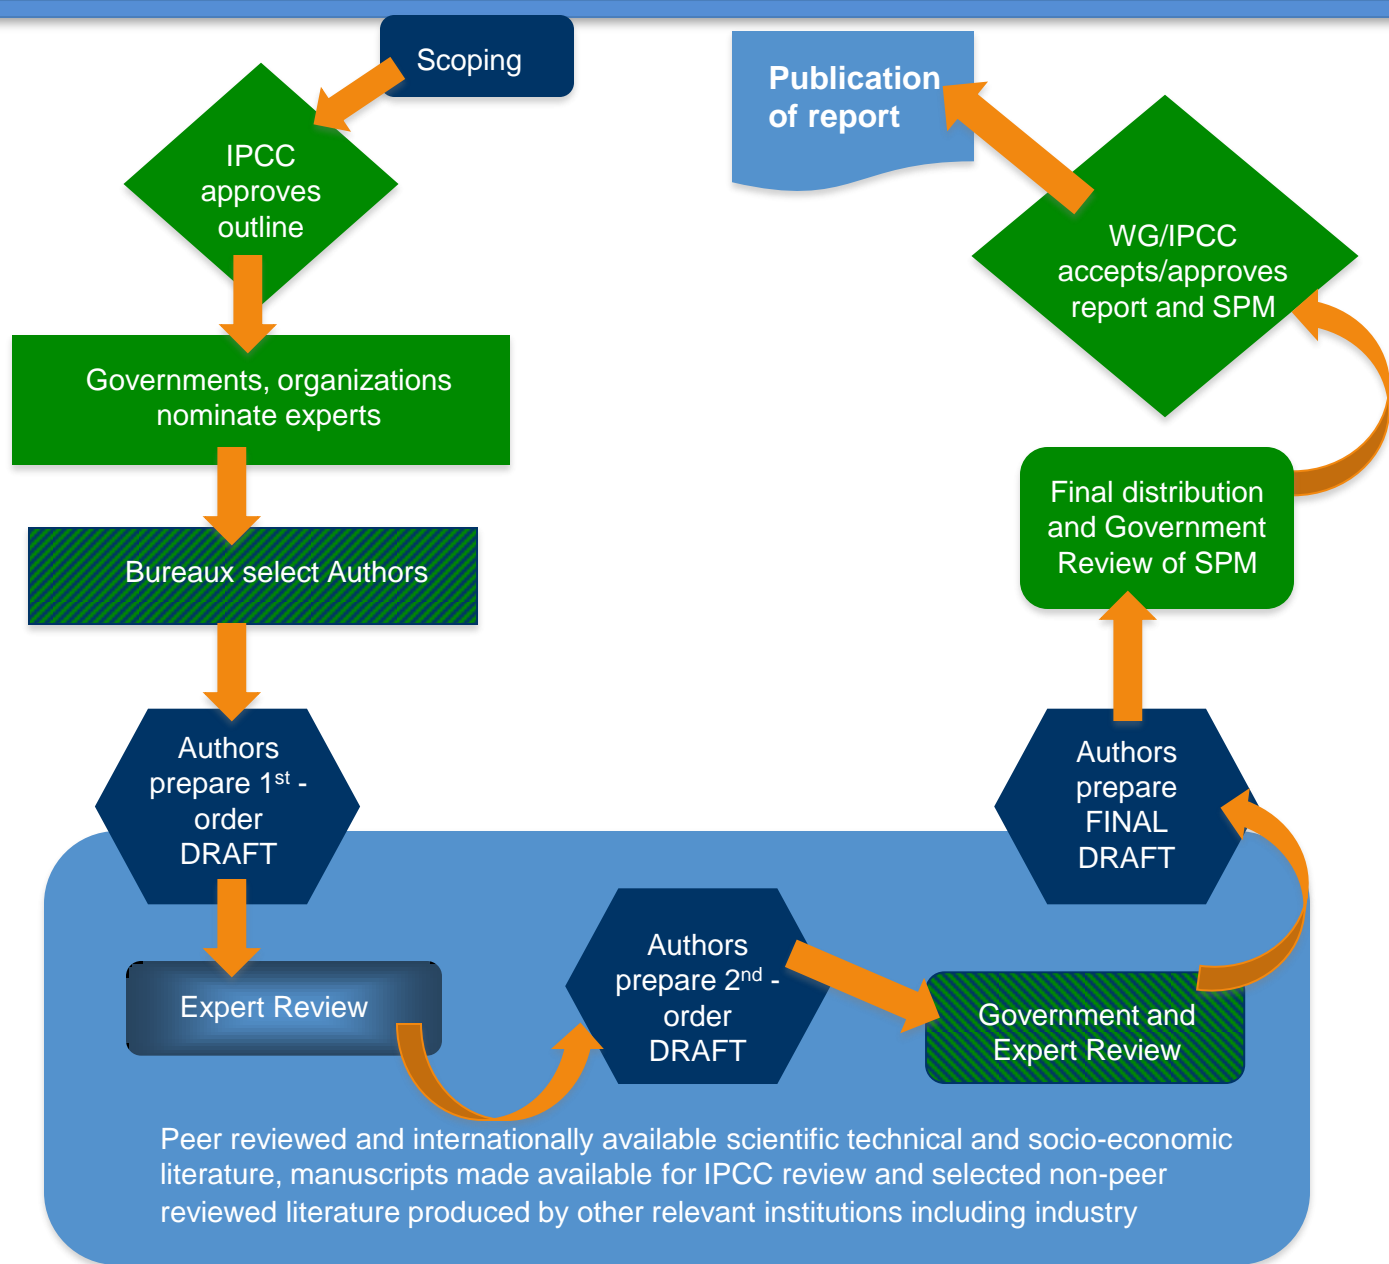 Scoping
IPCC
approves
outline
Governments, organizations
nominate experts
Bureaux select Authors
Authors
prepare 1st -
order
DRAFT
Expert Review
Authors
prepare 2nd -
order
DRAFT
Government and
Expert Review
Authors
prepare
FINAL
DRAFT
Final distribution
and Government
Review of SPM
WG/IPCC
accepts/approves
report and SPM
Publication
of report
Peer reviewed and internationally available scientific technical and socio-economic
literature, manuscripts made available for IPCC review and selected non-peer
reviewed literature produced by other relevant institutions including industry